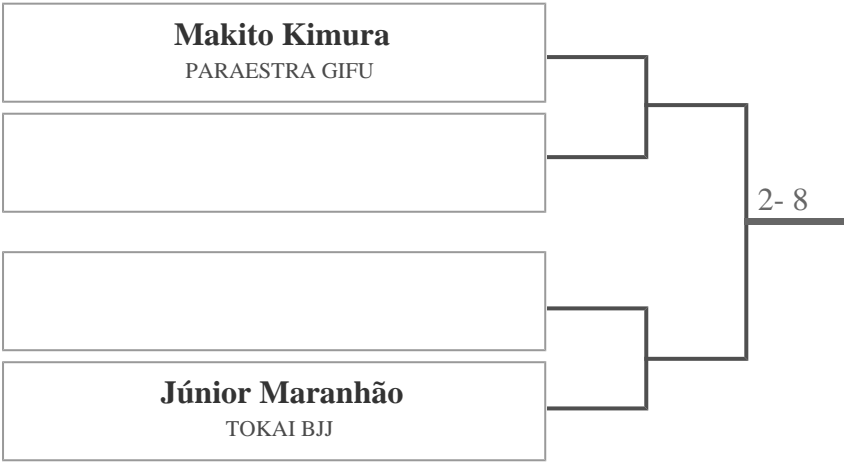 Makito Kimura
PARAESTRA GIFU
2- 8
Júnior Maranhão
TOKAI BJJ